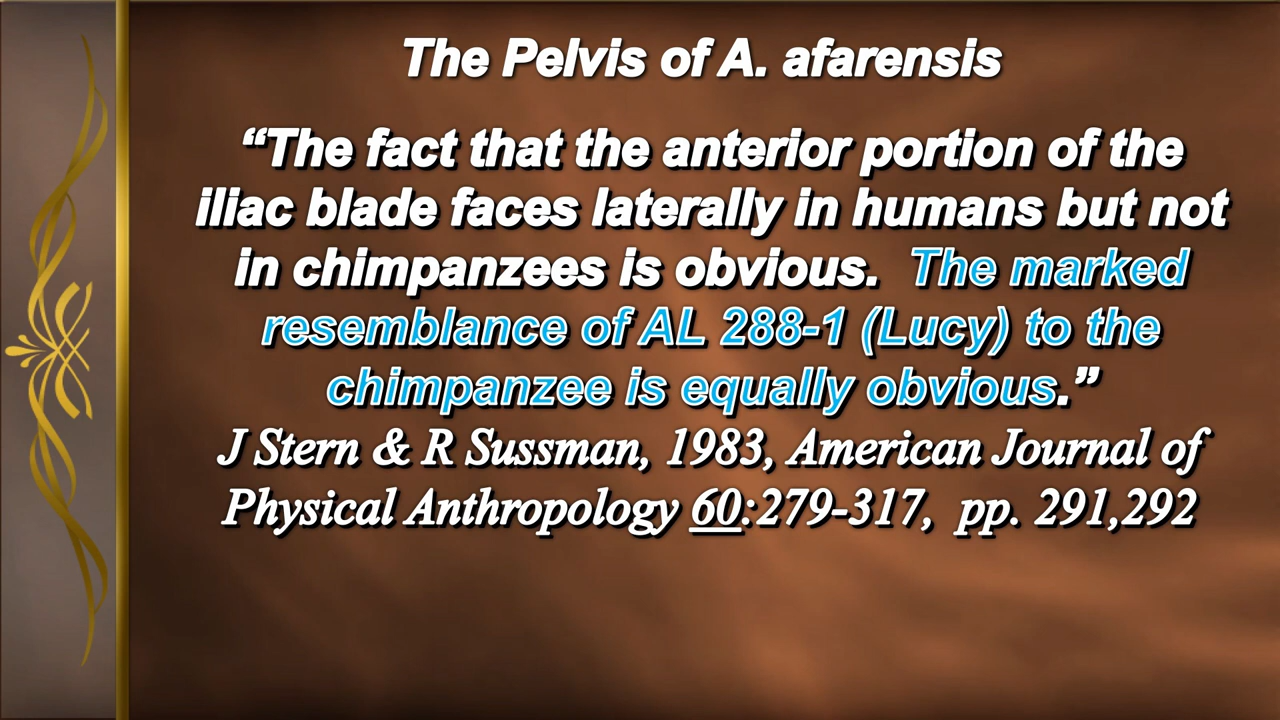 The Pelvis of A. afarensis
“The fact that the anterior portion of the
iliac blade faces laterally in humans but not
in chimpanzees is obvious.  The marked
resemblance of AL 288-1 (Lucy) to the
chimpanzee is equally obvious.”
J Stern & R Sussman, 1983, American Journal of
Physical Anthropology 60:279-317,  pp. 291,292